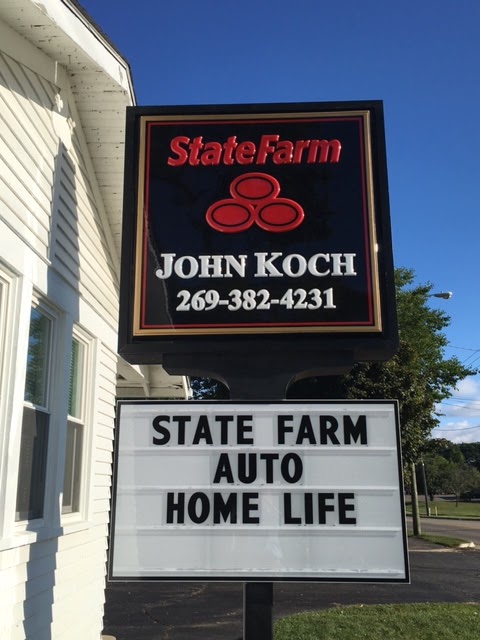 StateFarm
JOHN KOCH
269-382-4231
STATE FARM
AUTO
HOME LIFE